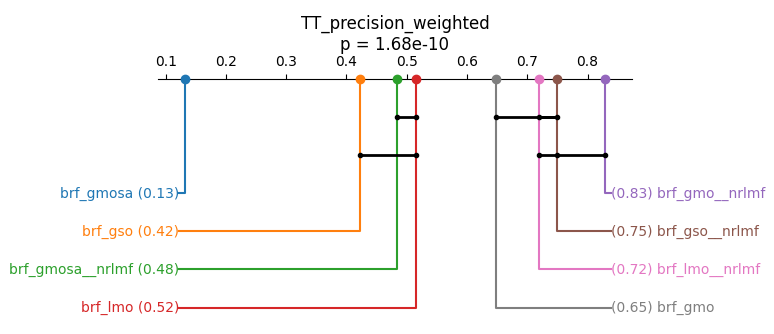 TT_precision_weighted
p = 1.68e-10
0.1 0.2 0.3 0.4 0.5 0.6 0.7 0.8
brf_gmosa (0.13) (0.83) brf_gmo__nrlmf
brf_gso (0.42) (0.75) brf_gso__nrlmf
brf_gmosa__nrlmf (0.48) (0.72) brf_lmo__nrlmf
brf_lmo (0.52) (0.65) brf_gmo